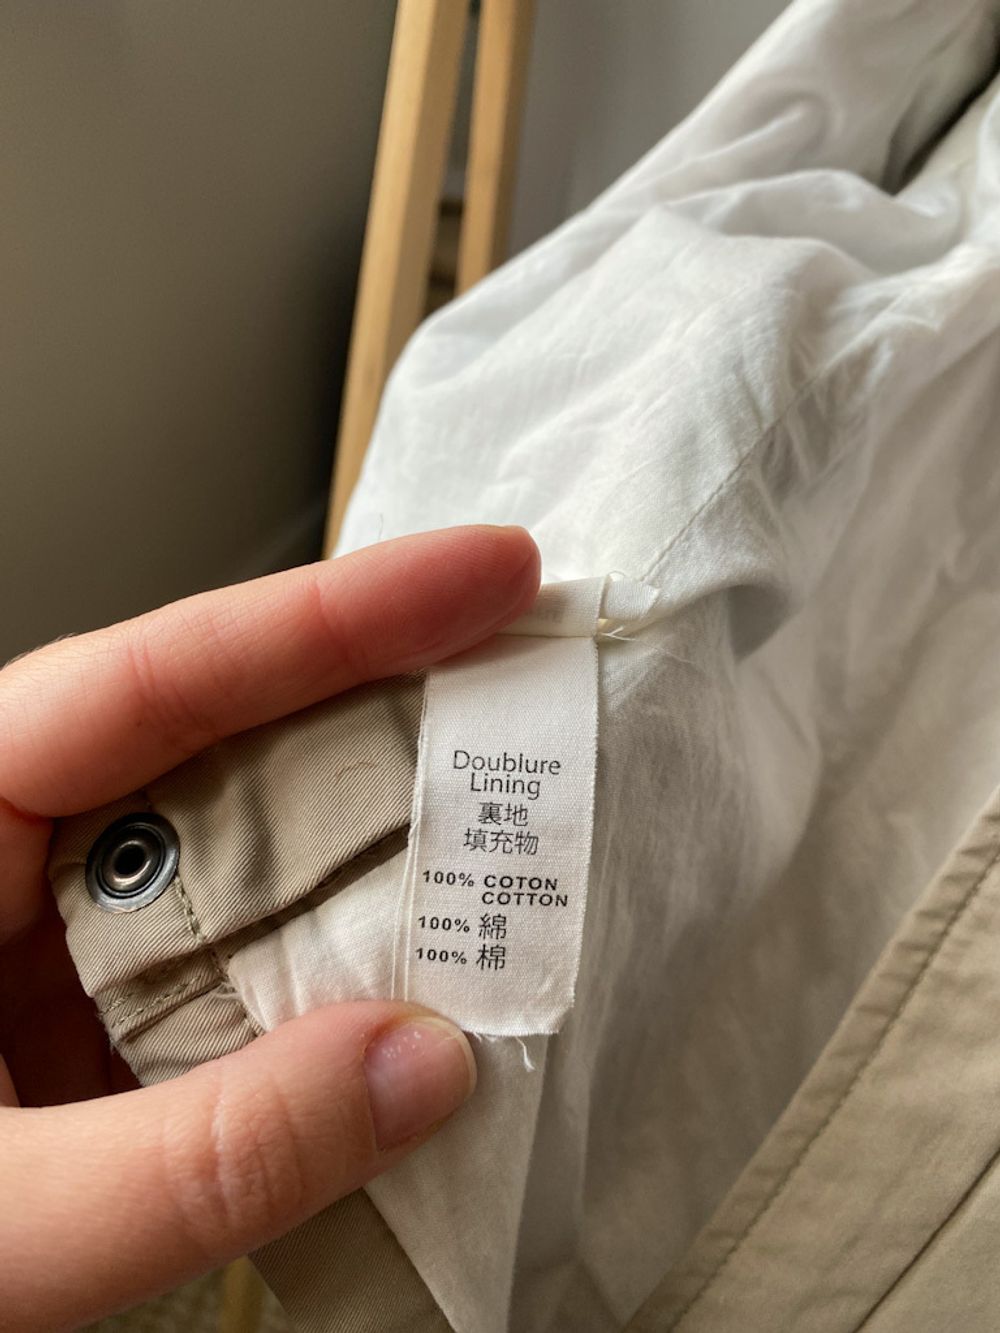 Doublure
Lining
裏地
填充物
100% COTON
COTTON
100% 綿
100% 棉